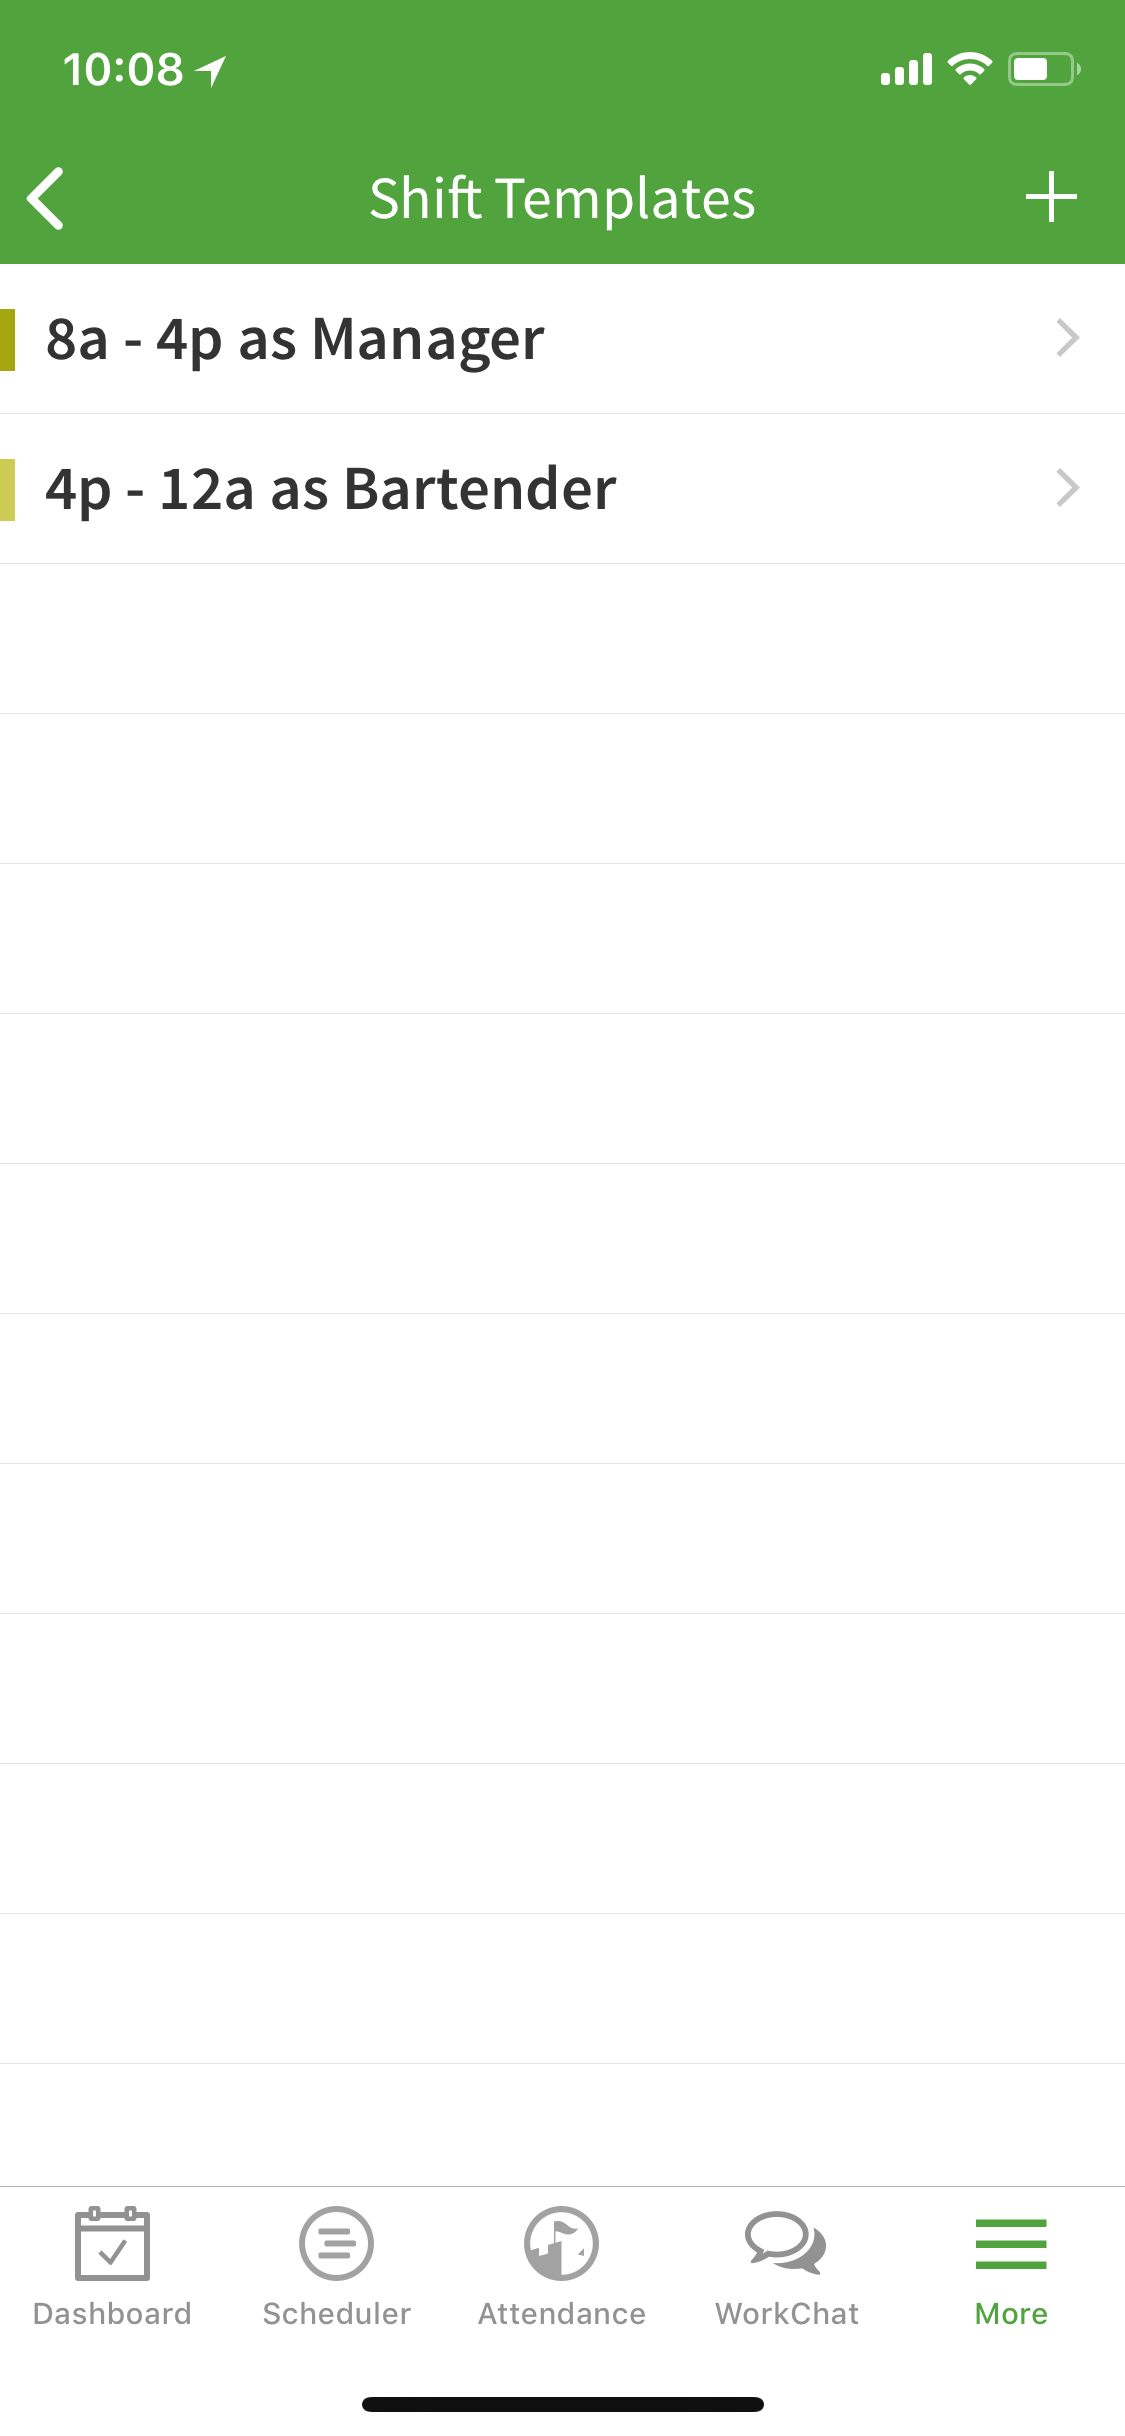 10:08
Shift Templates
8a - 4p as Manager
4p - 12a as Bartender
Dashboard
Scheduler
Attendance
WorkChat
More